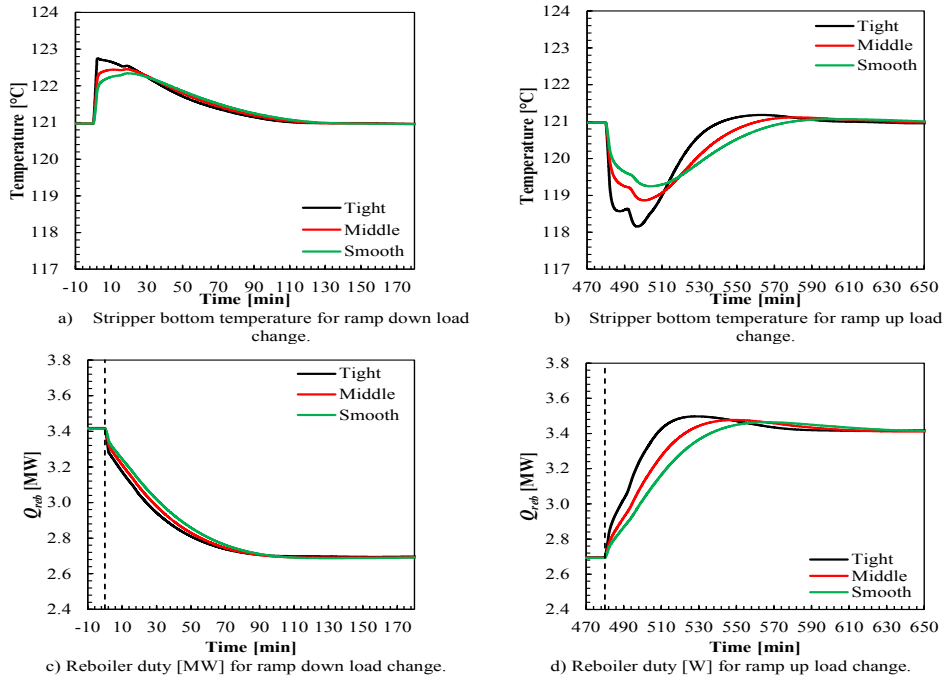 124
123
122
121
120
119
118
117
Temperature [°C]
Tight
Middle
Smooth
-10 10 30 50 70 90 110 130 150 170
Time [min]
a) Stripper bottom temperature for ramp down load
change.
124
123
122
121
120
119
118
117
Temperature [°C]
Tight
Middle
Smooth
470 490 510 530 550 570 590 610 630 650
Time [min]
b) Stripper bottom temperature for ramp up load
change.
3.8
3.6
3.4
3.2
3.0
2.8
2.6
2.4
Qreb [MW]
Tight
Middle
Smooth
-10 10 30 50 70 90 110 130 150 170
Time [min]
c) Reboiler duty [MW] for ramp down load change.
3.8
3.6
3.4
3.2
3.0
2.8
2.6
2.4
Qreb [MW]
Tight
Middle
Smooth
470 490 510 530 550 570 590 610 630 650
Time [min]
d) Reboiler duty [W] for ramp up load change.